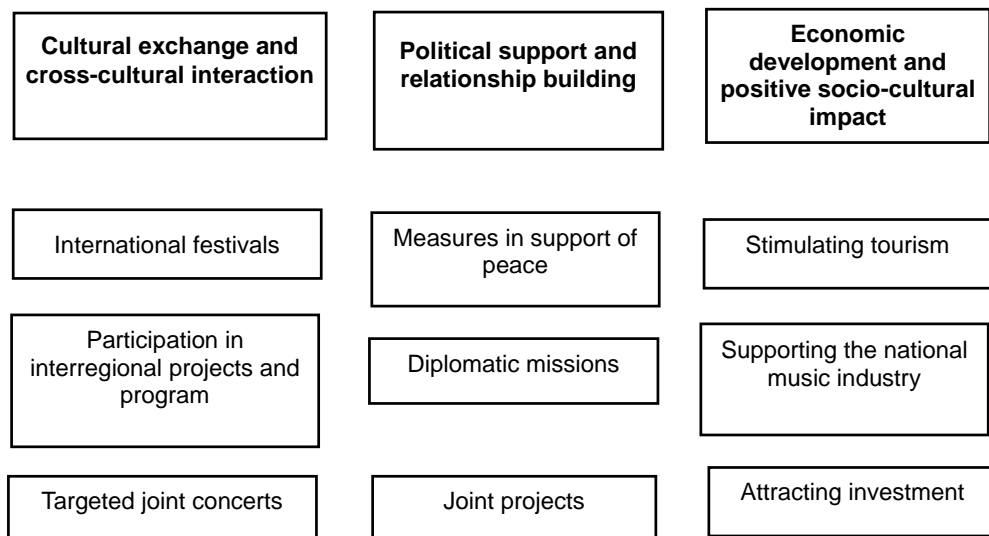 Cultural exchange and
cross-cultural interaction
Political support and
relationship building
Economic
development and
positive socio-cultural
impact
International festivals
Measures in support of
peace
Stimulating tourism
Participation in
interregional projects and
program
Diplomatic missions
Supporting the national
music industry
Targeted joint concerts
Joint projects
Attracting investment